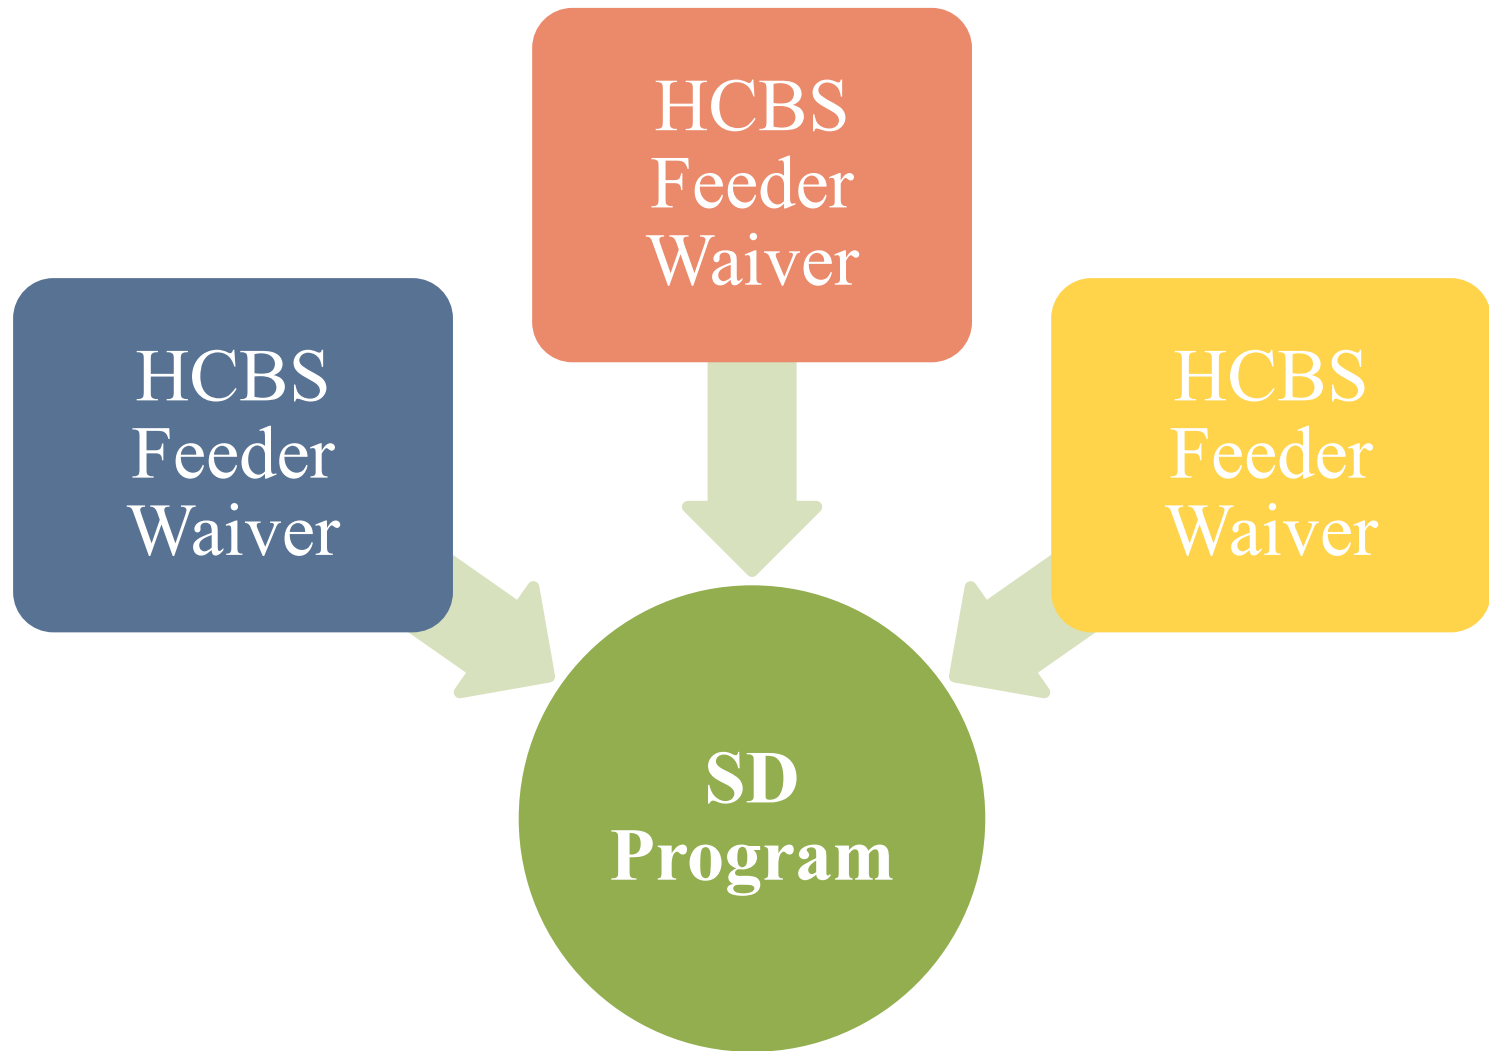 HCBS
Feeder
Waiver
HCBS
Feeder
Waiver
HCBS
Feeder
Waiver
SD
Program